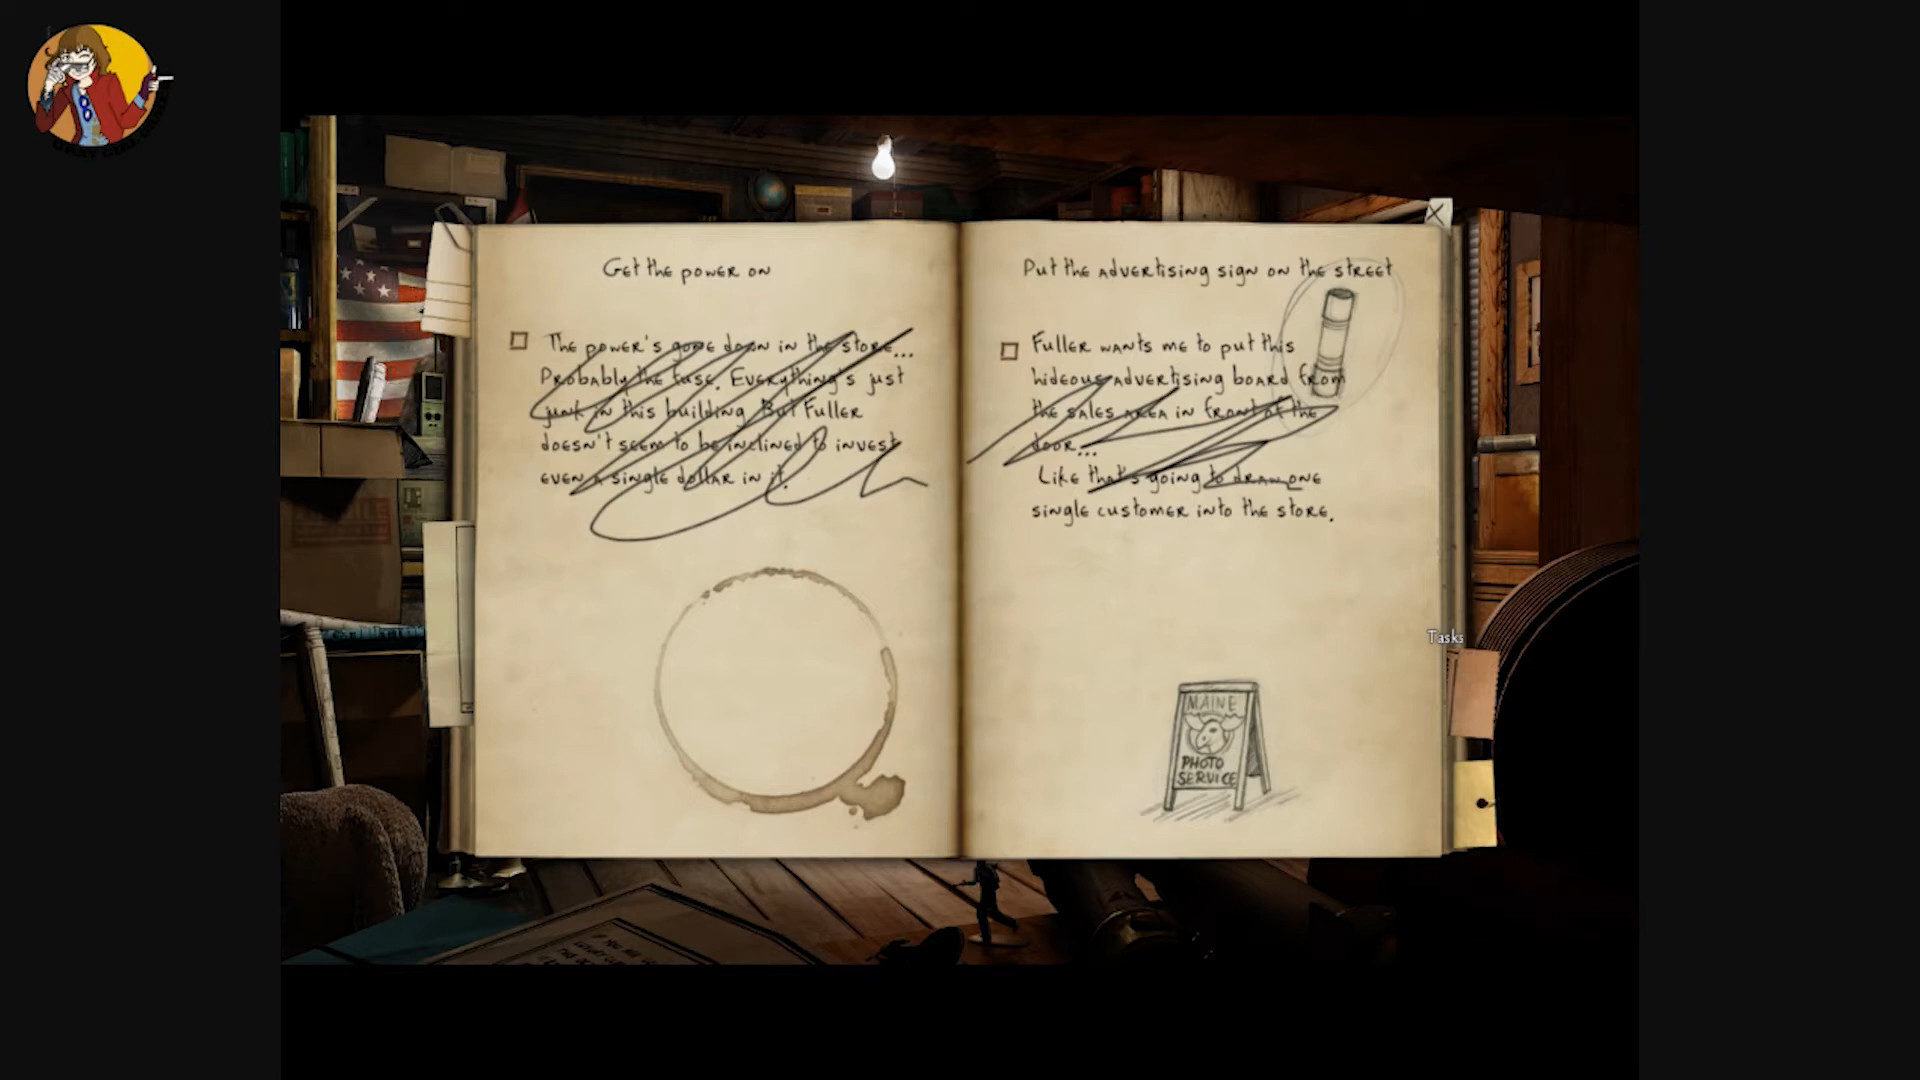 Get the power on
The power's gone down in the store...
Probably the fuse. Everything's just
junk in this building. But Fuller
doesn't seem to be inclined to invest
even a single dollar in it.
Put the advertising sign on the street
Fuller wants me to put this
hideous advertising board from
the sales area in front of the
door...
Like that's going to draw one
single customer into the store.
MAINE
PHOTO
SERVICE
Tasks
X